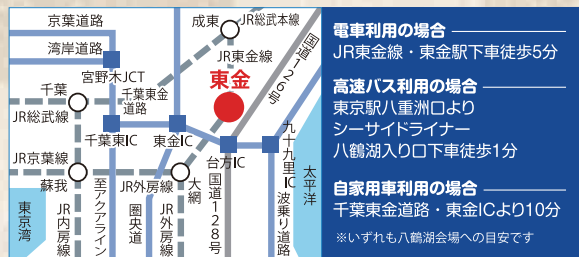 京葉道路
湾岸道路
宮野木JCT
千葉
JR総武線
千葉東金
道路
千葉東IC
JR京葉線
蘇我
東京湾
JR内房線
至アクアライン
圏央道
JR外房線
JR外房線
大網
東金IC
成東
JR総武本線
JR東金線
東金
国道126号
台方IC
国道128号
九十九里IC
波乗り道路
太平洋
電車利用の場合
JR東金線・東金駅下車徒歩5分
高速バス利用の場合
東京駅八重洲口より
シーサイドライナー
八鶴湖入り口下車徒歩1分
自家用車利用の場合
千葉東金道路・東金ICより10分
※いずれも八鶴湖会場への目安です